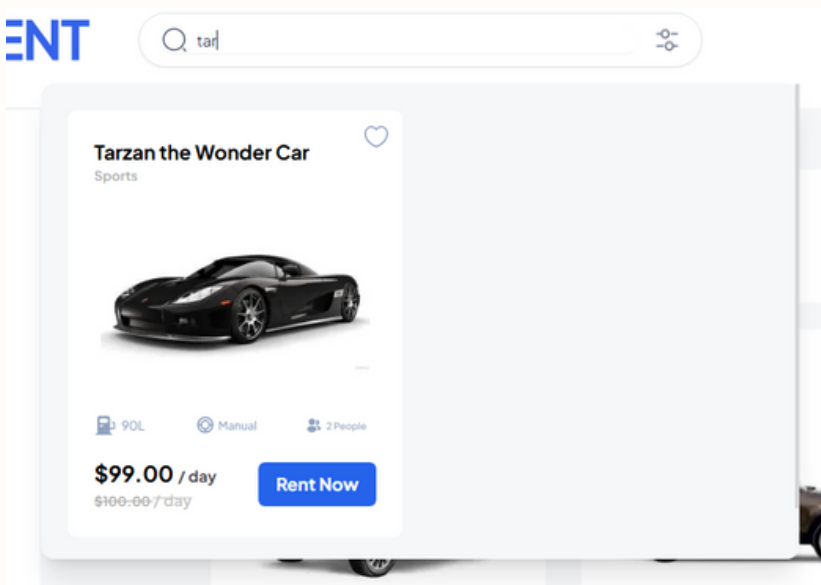 ENT
tar
Tarzan the Wonder Car
Sports
90L
Manual
2 People
$99.00 / day
$100.00 / day
Rent Now